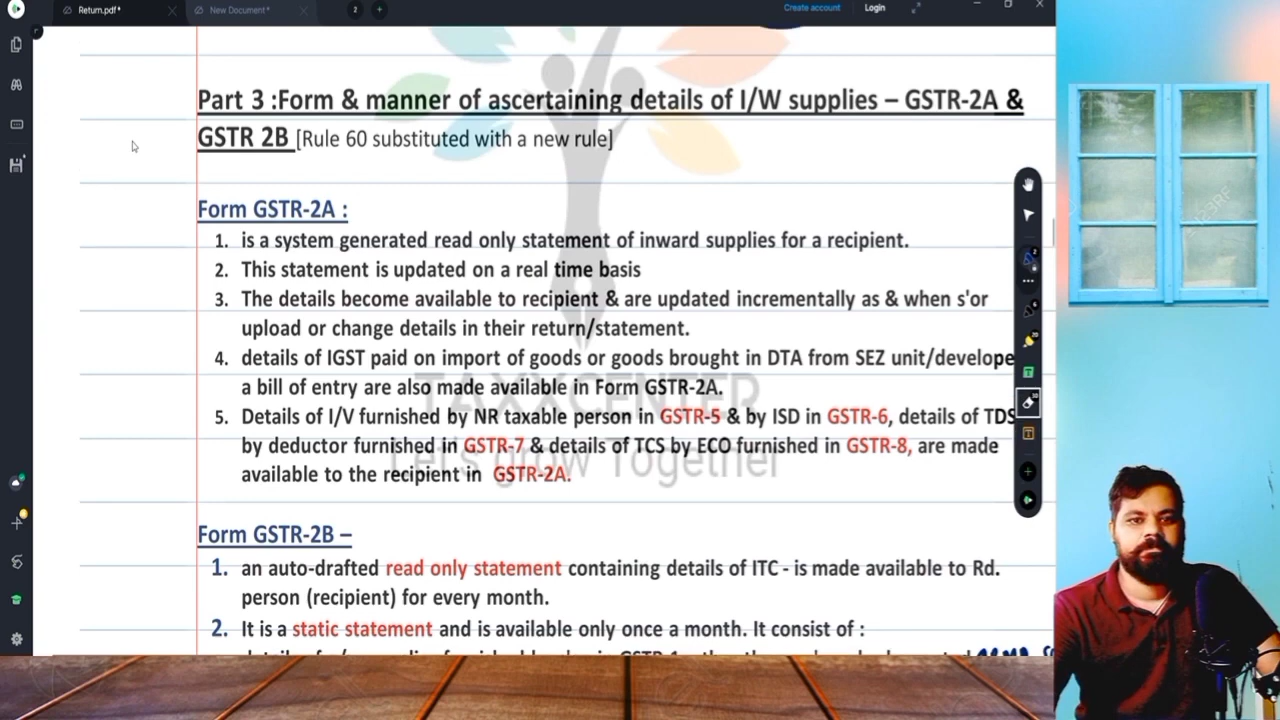 Return.pdf*
New Document*
2
Create account
Login
Part 3 :Form & manner of ascertaining details of I/W supplies – GSTR-2A &
GSTR 2B [Rule 60 substituted with a new rule]
Form GSTR-2A :
1. is a system generated read only statement of inward supplies for a recipient.
2. This statement is updated on a real time basis
3. The details become available to recipient & are updated incrementally as & when s'or
upload or change details in their return/statement.
4. details of IGST paid on import of goods or goods brought in DTA from SEZ unit/develope
a bill of entry are also made available in Form GSTR-2A.
5. Details of I/V furnished by NR taxable person in GSTR-5 & by ISD in GSTR-6, details of TDS
by deductor furnished in GSTR-7 & details of TCS by ECO furnished in GSTR-8, are made
available to the recipient in GSTR-2A.
TAXXCENTER
Let's grow Together
Form GSTR-2B –
1. an auto-drafted read only statement containing details of ITC - is made available to Rd.
person (recipient) for every month.
2. It is a static statement and is available only once a month. It consist of :